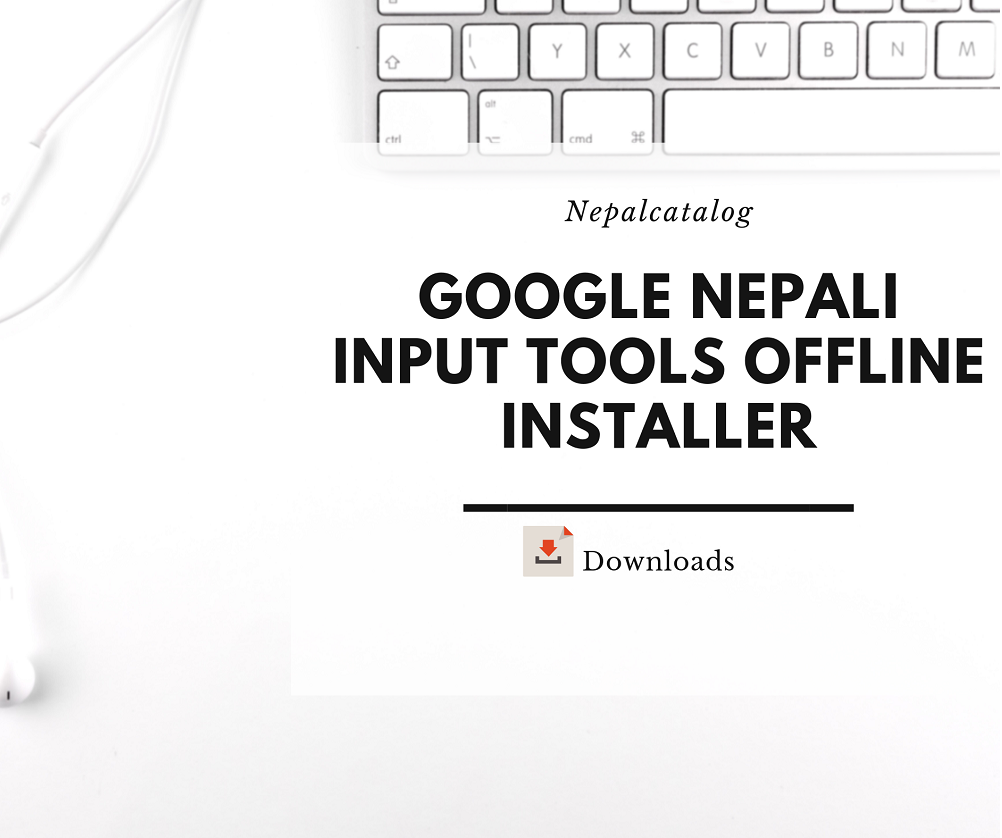 | \ Y X C V B N M
ctrl alt cmd ⌘
Nepalcatalog
GOOGLE NEPALI
INPUT TOOLS OFFLINE
INSTALLER
Downloads